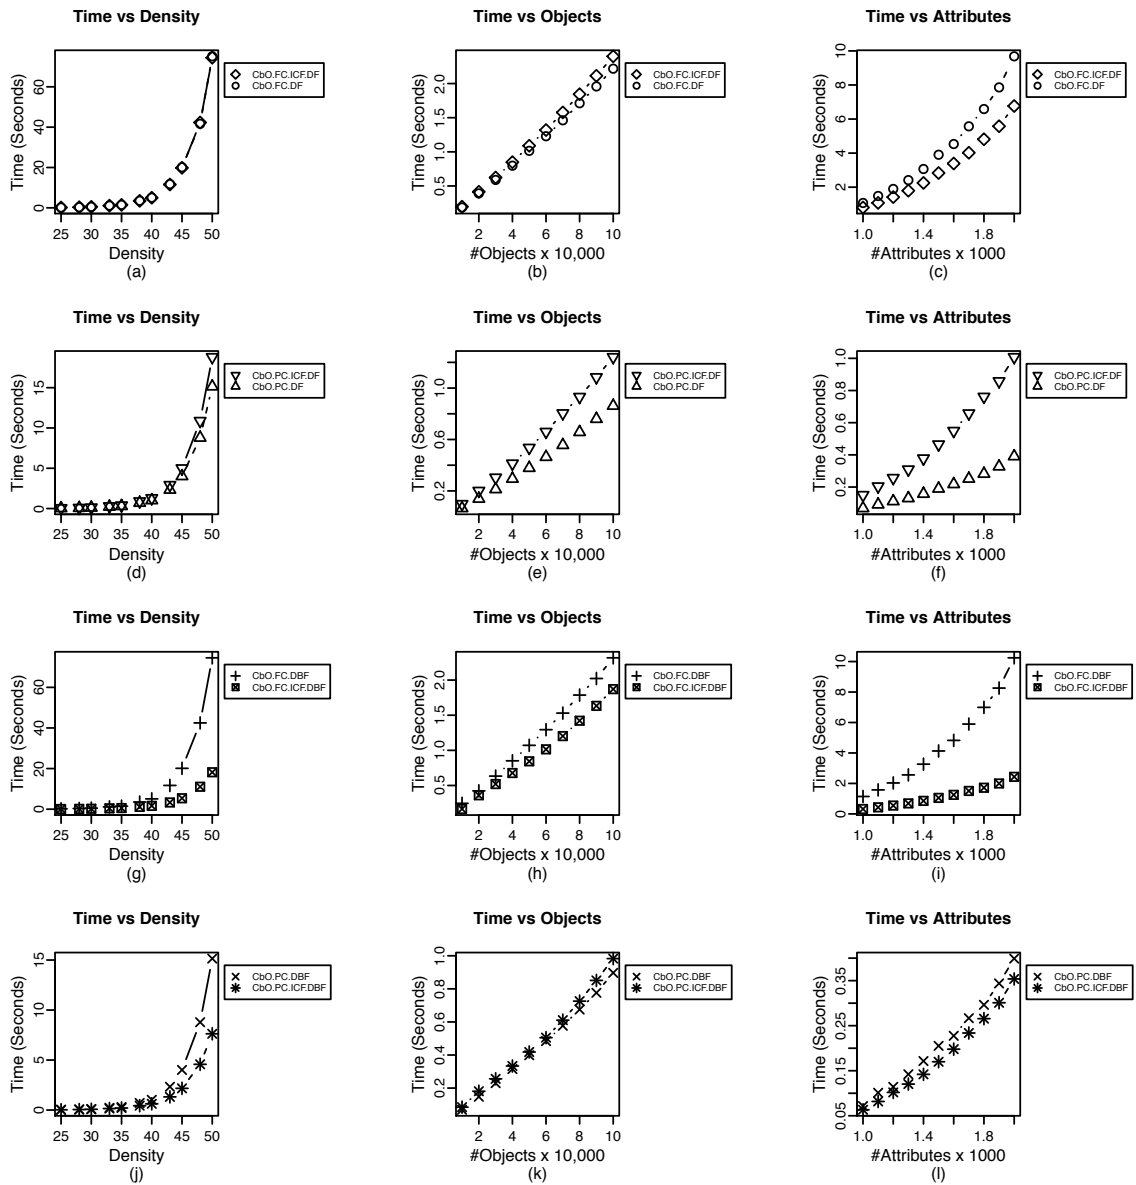 Time vs Density
Time vs Objects
Time vs Attributes
Time (Seconds)
0 20 40 60
25 30 35 40 45 50
Density
(a)
CbO.FC.ICF.DF
CbO.FC.DF
Time (Seconds)
0.5 1.0 1.5 2.0
2 4 6 8 10
#Objects x 10,000
(b)
CbO.FC.ICF.DF
CbO.FC.DF
Time (Seconds)
2 4 6 8 10
1.0 1.4 1.8
#Attributes x 1000
(c)
CbO.FC.ICF.DF
CbO.FC.DF
Time vs Density
Time vs Objects
Time vs Attributes
Time (Seconds)
0 5 10 15
25 30 35 40 45 50
Density
(d)
CbO.PC.ICF.DF
CbO.PC.DF
Time (Seconds)
0.2 0.6 1.0
2 4 6 8 10
#Objects x 10,000
(e)
CbO.PC.ICF.DF
CbO.PC.DF
Time (Seconds)
0.2 0.4 0.6 0.8 1.0
1.0 1.4 1.8
#Attributes x 1000
(f)
CbO.PC.ICF.DF
CbO.PC.DF
Time vs Density
Time vs Objects
Time vs Attributes
Time (Seconds)
0 20 40 60
25 30 35 40 45 50
Density
(g)
CbO.FC.DBF
CbO.FC.ICF.DBF
Time (Seconds)
0.5 1.0 1.5 2.0
2 4 6 8 10
#Objects x 10,000
(h)
CbO.FC.DBF
CbO.FC.ICF.DBF
Time (Seconds)
0 2 4 6 8 10
1.0 1.4 1.8
#Attributes x 1000
(i)
CbO.FC.DBF
CbO.FC.ICF.DBF
Time vs Density
Time vs Objects
Time vs Attributes
Time (Seconds)
0 5 10 15
25 30 35 40 45 50
Density
(j)
CbO.PC.DBF
CbO.PC.ICF.DBF
Time (Seconds)
0.2 0.4 0.6 0.8 1.0
2 4 6 8 10
#Objects x 10,000
(k)
CbO.PC.DBF
CbO.PC.ICF.DBF
Time (Seconds)
0.05 0.15 0.25 0.35
1.0 1.4 1.8
#Attributes x 1000
(l)
CbO.PC.DBF
CbO.PC.ICF.DBF